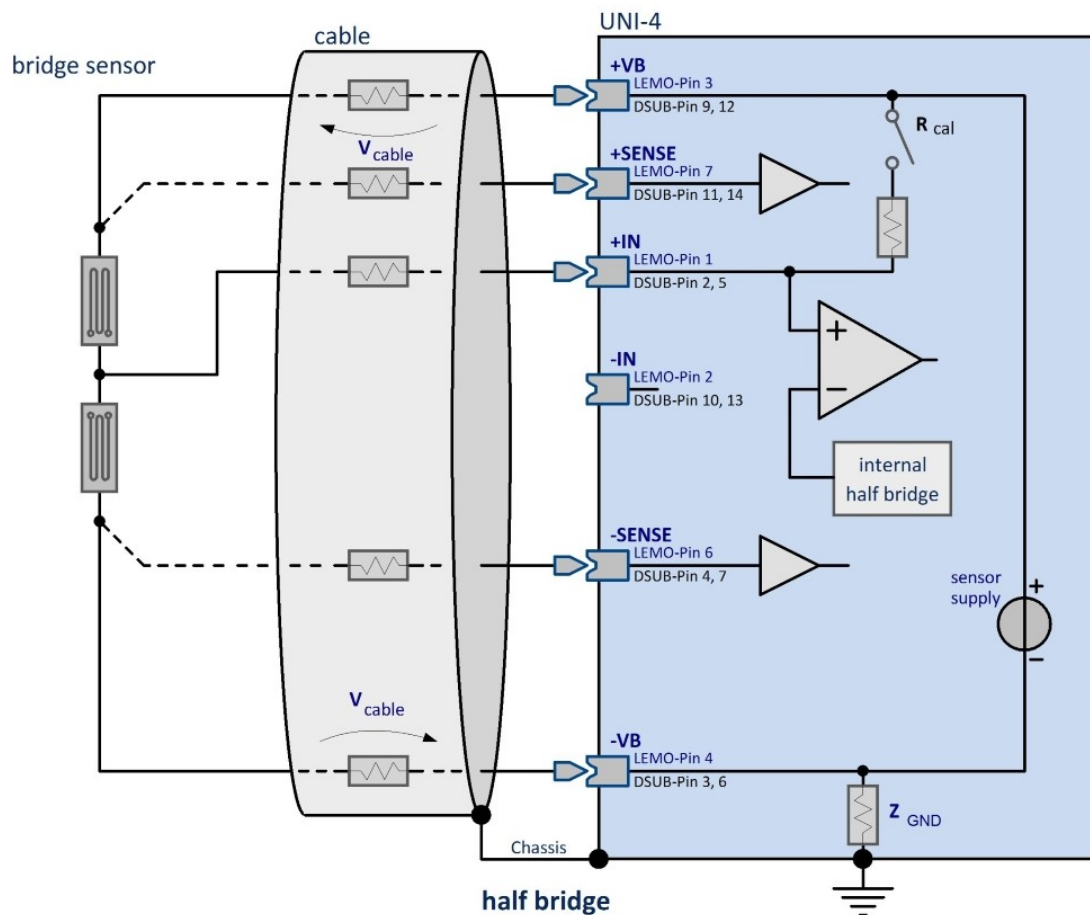 UNI-4
cable
bridge sensor
+VB
LEMO-Pin 3
DSUB-Pin 9, 12
R cal
V cable
+SENSE
LEMO-Pin 7
DSUB-Pin 11, 14
+IN
LEMO-Pin 1
DSUB-Pin 2, 5
+
-IN
LEMO-Pin 2
DSUB-Pin 10, 13
−
internal
half bridge
-SENSE
LEMO-Pin 6
DSUB-Pin 4, 7
sensor
supply
+
−
V cable
-VB
LEMO-Pin 4
DSUB-Pin 3, 6
Z GND
Chassis
half bridge